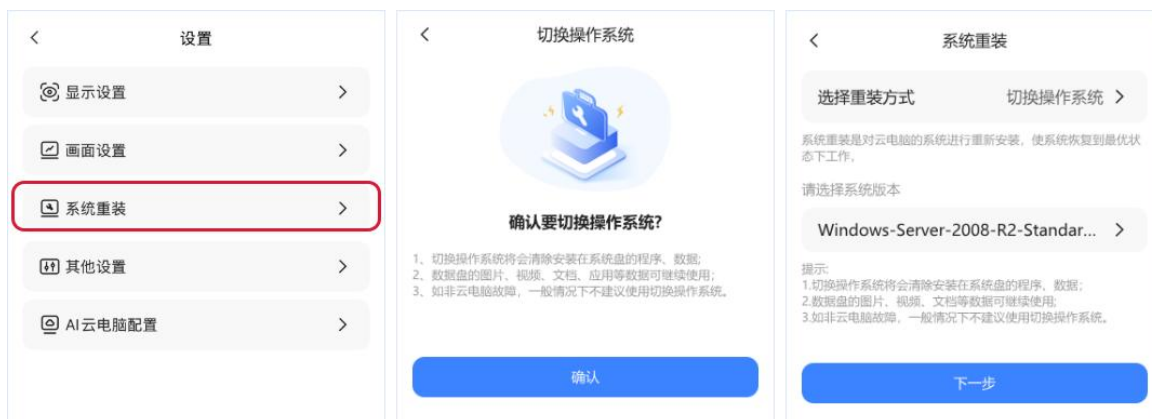 设置
显示设置
画面设置
系统重装
其他设置
AI云电脑配置
切换操作系统
确认要切换操作系统?
1、切换操作系统将会清除安装在系统盘的程序、数据;
2、数据盘的图片、视频、文档、应用等数据可继续使用;
3、如非云电脑故障，一般情况下不建议使用切换操作系统。
确认
系统重装
选择重装方式 切换操作系统
系统重装是对云电脑的系统进行重新安装，使系统恢复到最优状
态下工作，
请选择系统版本
Windows-Server-2008-R2-Standar...
提示:
1.切换操作系统将会清除安装在系统盘的程序、数据;
2.数据盘的图片、视频、文档等数据可继续使用;
3.如非云电脑故障，一般情况下不建议使用切换操作系统。
下一步